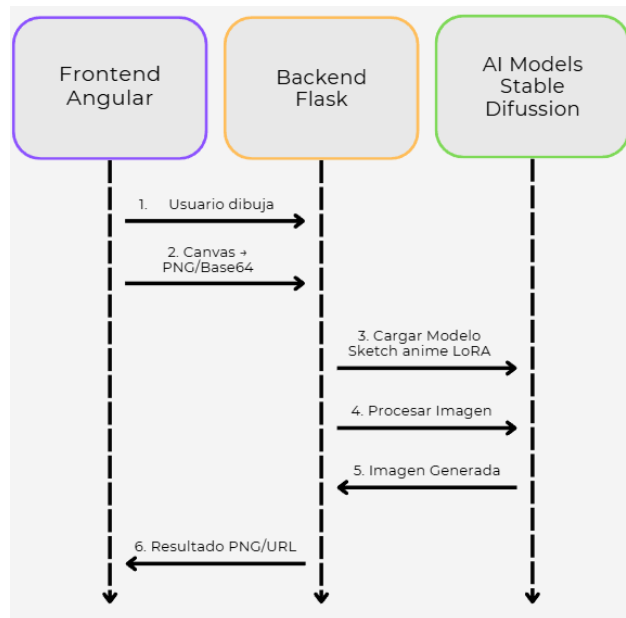 Frontend
Angular
Backend
Flask
AI Models
Stable
Difussion
1. Usuario dibuja
2. Canvas →
PNG/Base64
3. Cargar Modelo
Sketch anime LoRA
4. Procesar Imagen
5. Imagen Generada
6. Resultado PNG/URL